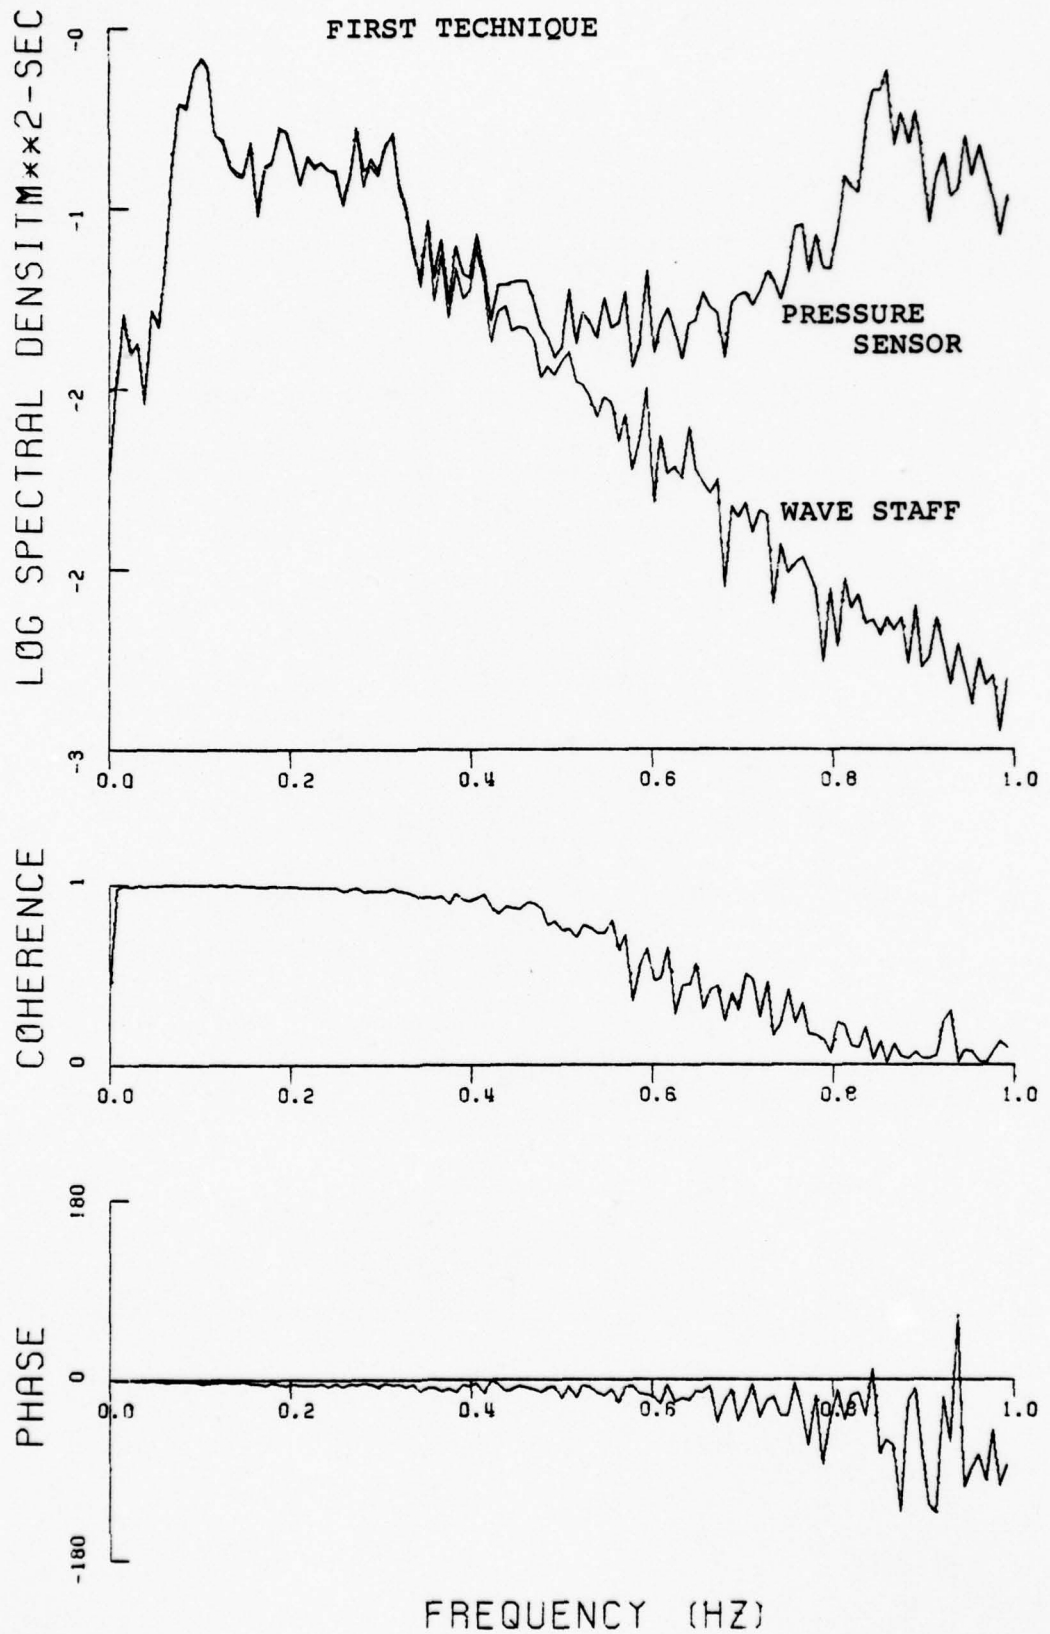 FIRST TECHNIQUE
LOG SPECTRAL DENSITM**2-SEC
-0
-1
-2
-2
-3
PRESSURE
SENSOR
WAVE STAFF
0.0 0.2 0.4 0.6 0.8 1.0
COHERENCE
1
0
0.0 0.2 0.4 0.6 0.8 1.0
PHASE
180
0
-180
0.0 0.2 0.4 0.6 0.8 1.0
FREQUENCY (HZ)